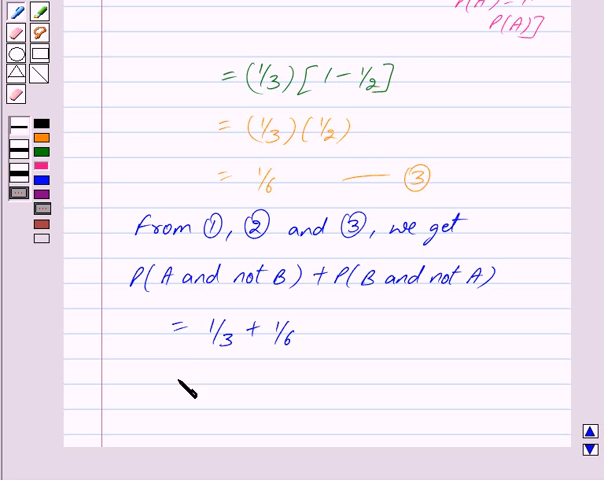 P(A)]
= (1/3) [1 - 1/2]
= (1/3) (1/2)
= 1/6 — ③
From ①, ② and ③, we get
P(A and not B) + P(B and not A)
= 1/3 + 1/6